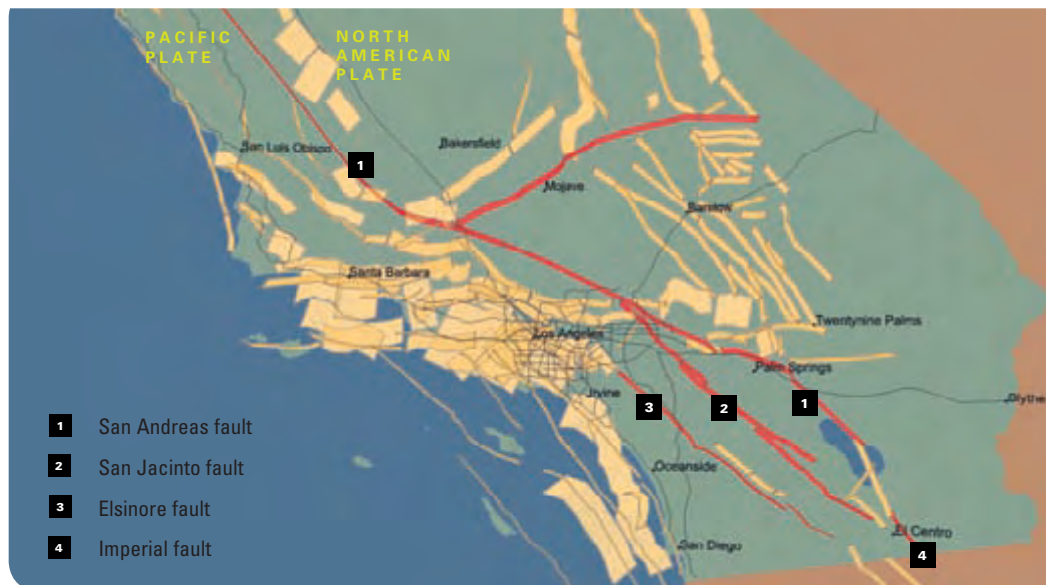 PACIFIC
PLATE
NORTH
AMERICAN
PLATE
San Luis Obispo
Bakersfield
1
Mojave
Barstow
Santa Barbara
Los Angeles
Twentynine Palms
Palm Springs
Irvine
Blythe
3
2
1
Oceanside
El Centro
San Diego
4
1 San Andreas fault
2 San Jacinto fault
3 Elsinore fault
4 Imperial fault